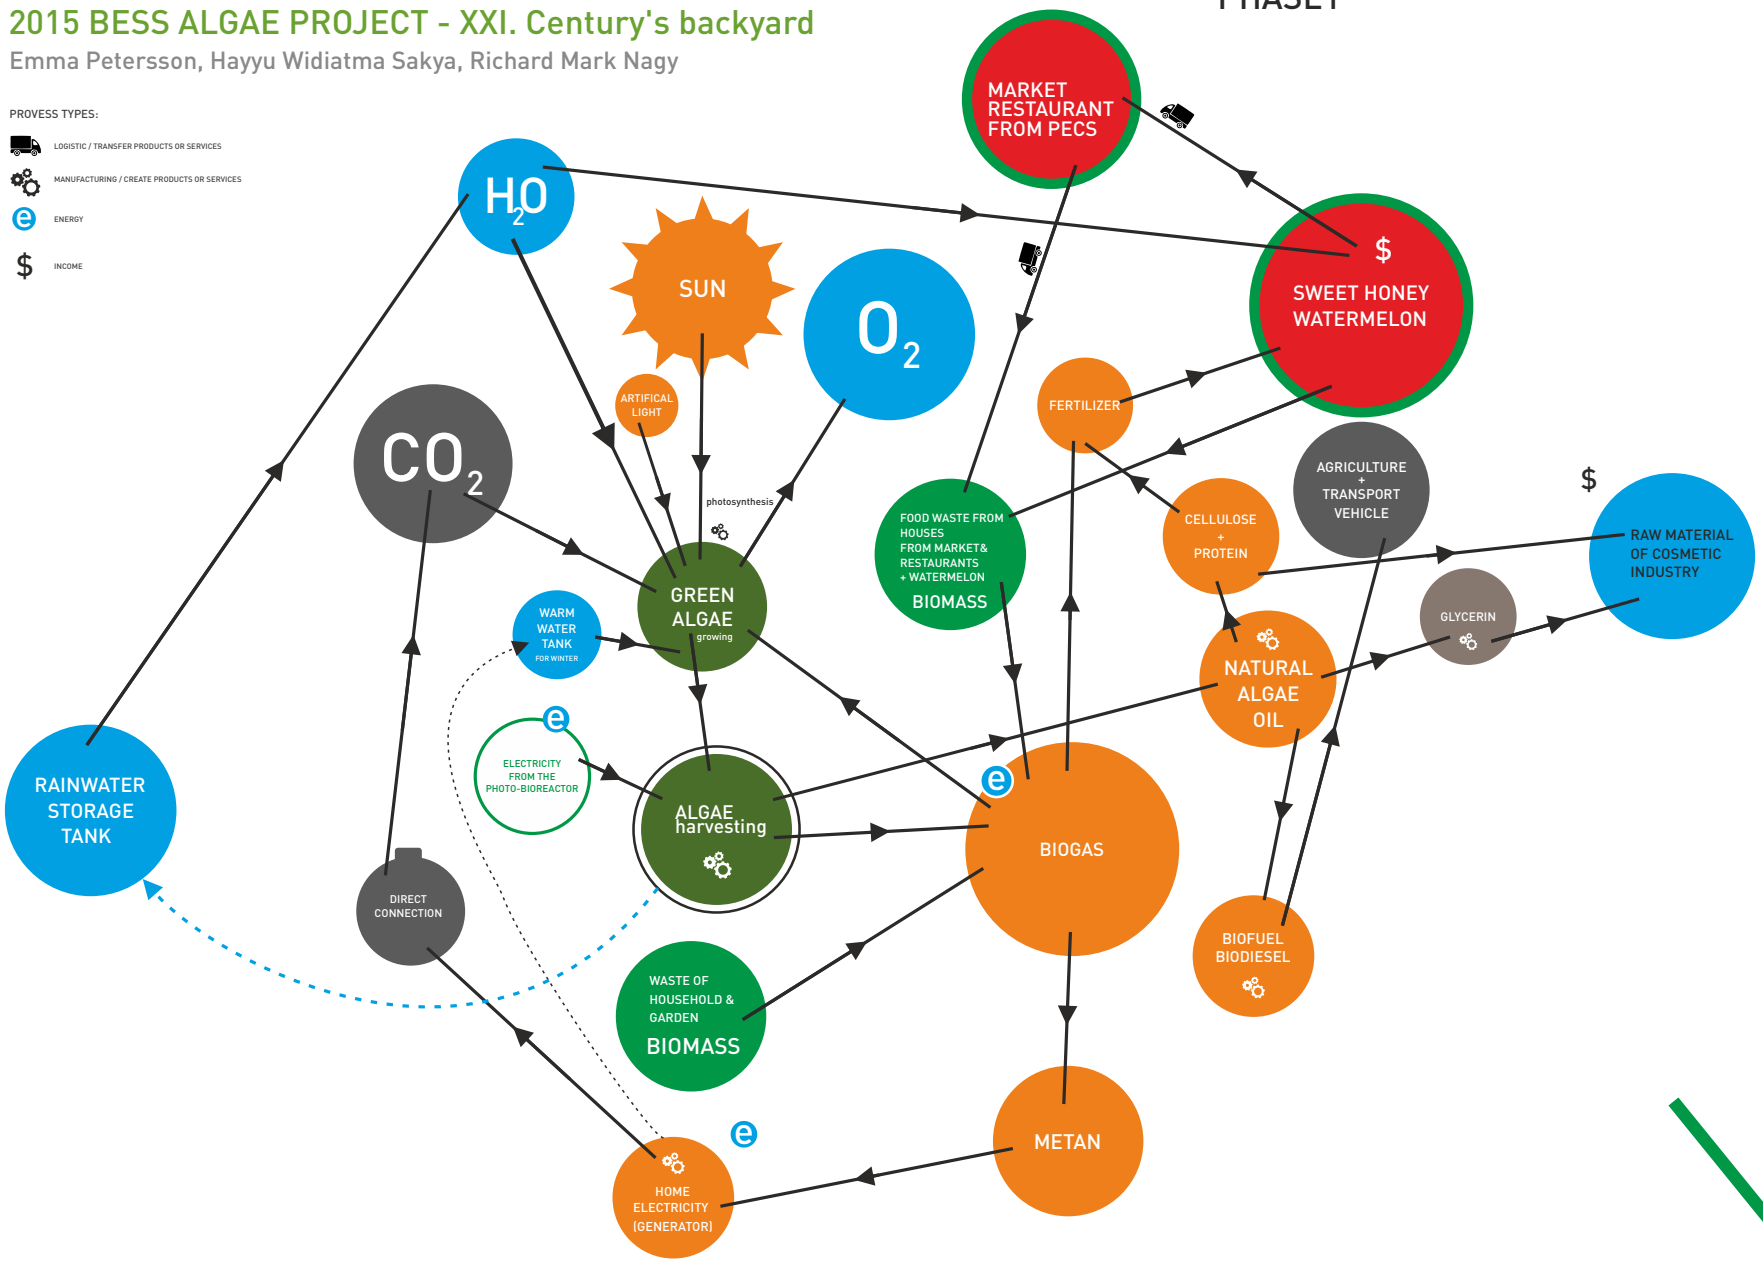 2015 BESS ALGAE PROJECT - XXI. Century's backyard
Emma Petersson, Hayyu Widiatma Sakya, Richard Mark Nagy
PROVESS TYPES:
LOGISTIC / TRANSFER PRODUCTS OR SERVICES
MANUFACTURING / CREATE PRODUCTS OR SERVICES
e
ENERGY
$
INCOME
MARKET
RESTAURANT
FROM PECS
H2O
SUN
O2
$
SWEET HONEY
WATERMELON
ARTIFICAL
LIGHT
FERTILIZER
CO2
photosynthesis
AGRICULTURE
+
TRANSPORT
VEHICLE
$
FOOD WASTE FROM
HOUSES
FROM MARKET&
RESTAURANTS
+ WATERMELON
BIOMASS
CELLULOSE
+
PROTEIN
RAW MATERIAL
OF COSMETIC
INDUSTRY
GREEN
ALGAE
growing
WARM
WATER
TANK
FOR WINTER
GLYCERIN
NATURAL
ALGAE
OIL
e
ELECTRICITY
FROM THE
PHOTO-BIOREACTOR
RAINWATER
STORAGE
TANK
ALGAE
harvesting
e
BIOGAS
DIRECT
CONNECTION
BIOFUEL
BIODIESEL
WASTE OF
HOUSEHOLD &
GARDEN
BIOMASS
e
METAN
HOME
ELECTRICITY
(GENERATOR)